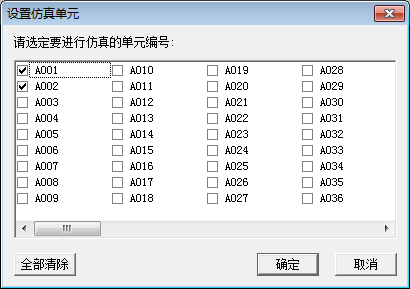 设置仿真单元
请选定要进行仿真的单元编号:
A001 A010 A019 A028
A002 A011 A020 A029
A003 A012 A021 A030
A004 A013 A022 A031
A005 A014 A023 A032
A006 A015 A024 A033
A007 A016 A025 A034
A008 A017 A026 A035
A009 A018 A027 A036
全部清除 确定 取消